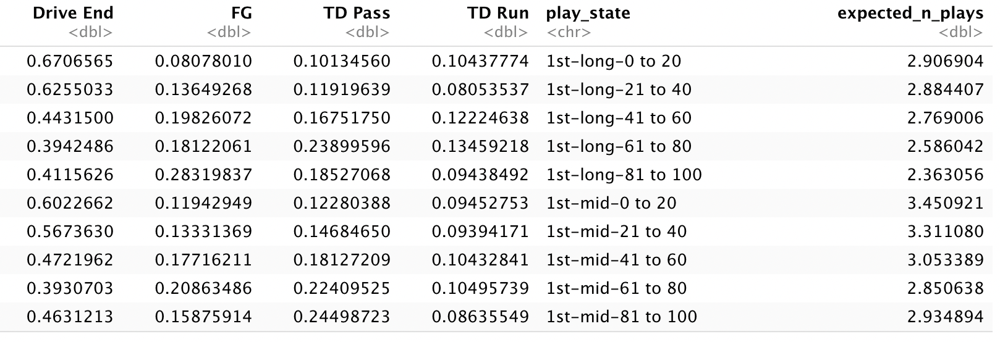 Drive End FG TD Pass TD Run play_state expected_n_plays
<dbl> <dbl> <dbl> <dbl> <chr> <dbl>
0.6706565 0.08078010 0.10134560 0.10437774 1st-long-0 to 20 2.906904
0.6255033 0.13649268 0.11919639 0.08053537 1st-long-21 to 40 2.884407
0.4431500 0.19826072 0.16751750 0.12224638 1st-long-41 to 60 2.769006
0.3942486 0.18122061 0.23899596 0.13459218 1st-long-61 to 80 2.586042
0.4115626 0.28319837 0.18527068 0.09438492 1st-long-81 to 100 2.363056
0.6022662 0.11942949 0.12280388 0.09452753 1st-mid-0 to 20 3.450921
0.5673630 0.13331369 0.14684650 0.09394171 1st-mid-21 to 40 3.311080
0.4721962 0.17716211 0.18127209 0.10432841 1st-mid-41 to 60 3.053389
0.3930703 0.20863486 0.22409525 0.10495739 1st-mid-61 to 80 2.850638
0.4631213 0.15875914 0.24498723 0.08635549 1st-mid-81 to 100 2.934894